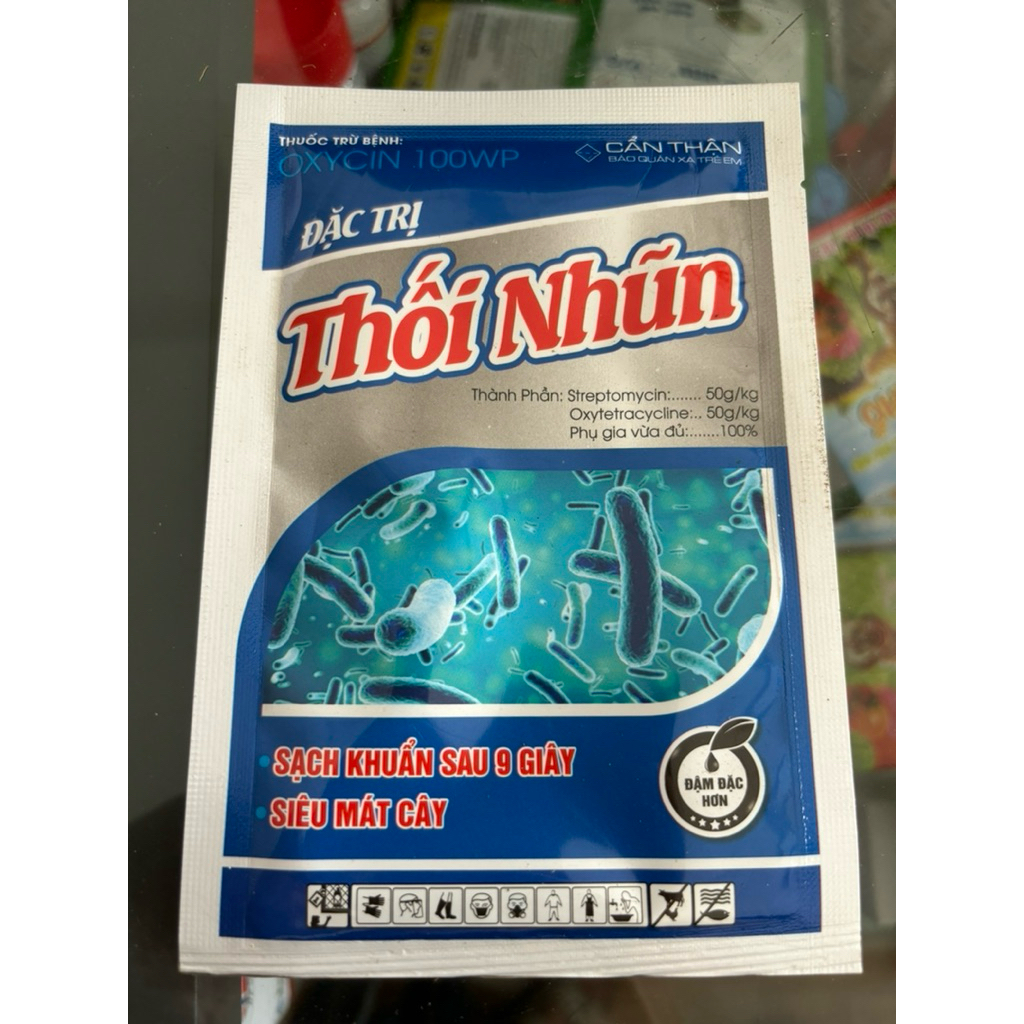 THUỐC TRỪ BỆNH:
OXYCIN 100WP
CẨN THẬN
BẢO QUẢN XA TRẺ EM
ĐẶC TRỊ
Thối Nhũn
Thành Phần: Streptomycin:....... 50g/kg
Oxytetracycline:.. 50g/kg
Phụ gia vừa đủ:.......100%
• SẠCH KHUẨN SAU 9 GIÂY
• SIÊU MÁT CÂY
ĐẬM ĐẶC
HƠN